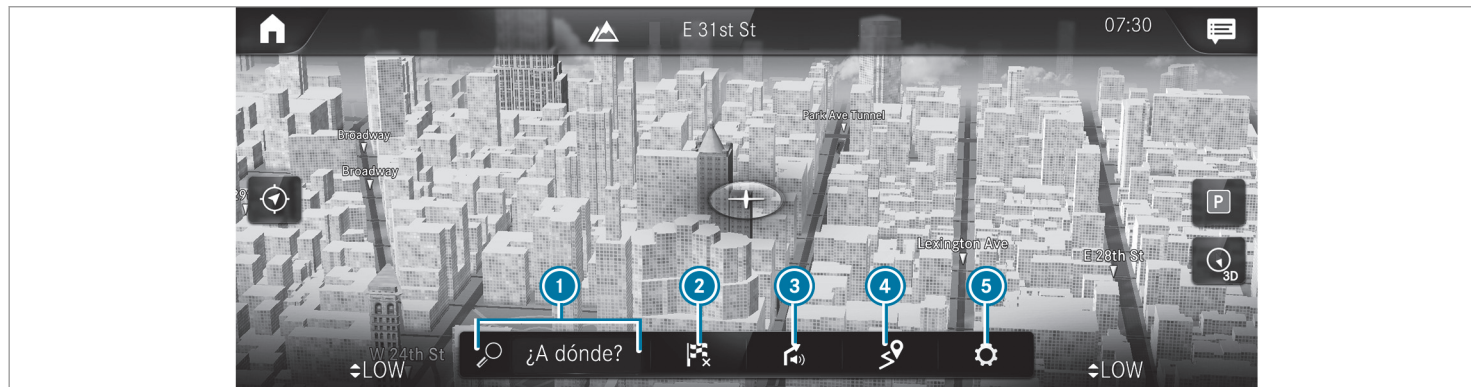 E 31st St
07:30
Park Ave Tunnel
Broadway
Broadway
P
Lexington Ave
E 28th St
3D
1
2
3
4
5
W 24th St
¿A dónde?
LOW
LOW